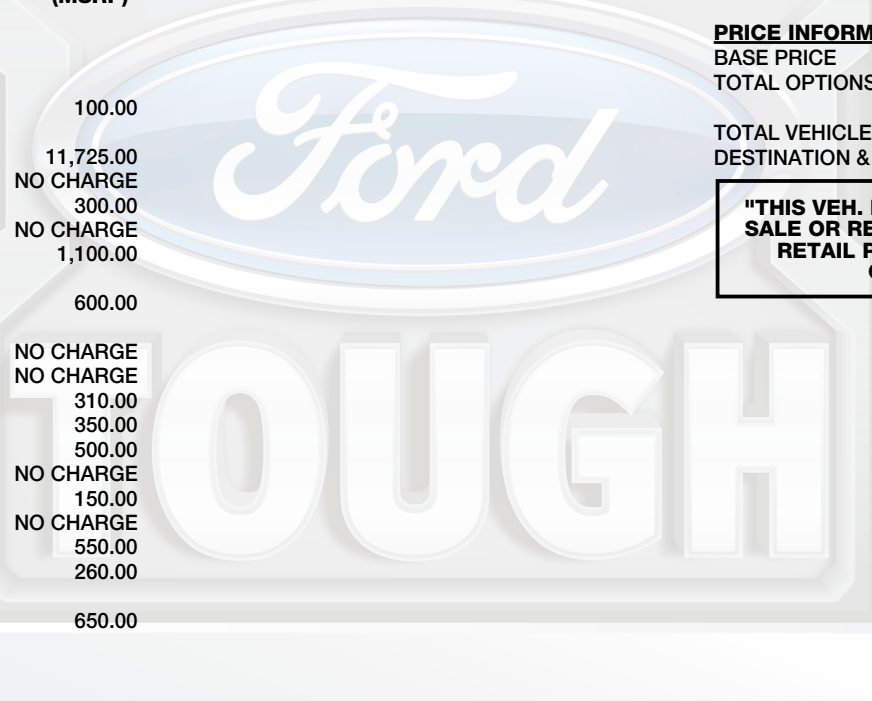 (MSRP)
100.00
11,725.00
NO CHARGE
300.00
NO CHARGE
1,100.00
600.00
NO CHARGE
NO CHARGE
310.00
350.00
500.00
NO CHARGE
150.00
NO CHARGE
550.00
260.00
650.00
PRICE INFORM
BASE PRICE
TOTAL OPTIONS
TOTAL VEHICLE
DESTINATION &
"THIS VEH.
SALE OR RE
RETAIL P
Ford
TOUGH